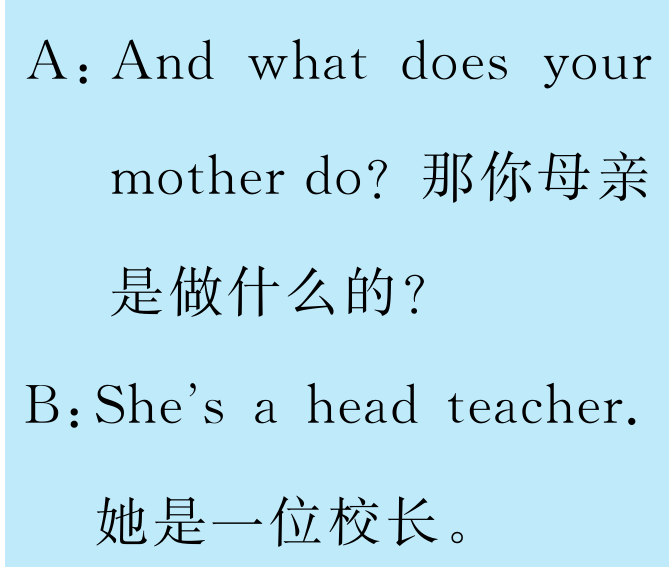 A: And what does your
mother do? 那你母亲
是做什么的?
B: She's a head teacher.
她是一位校长。